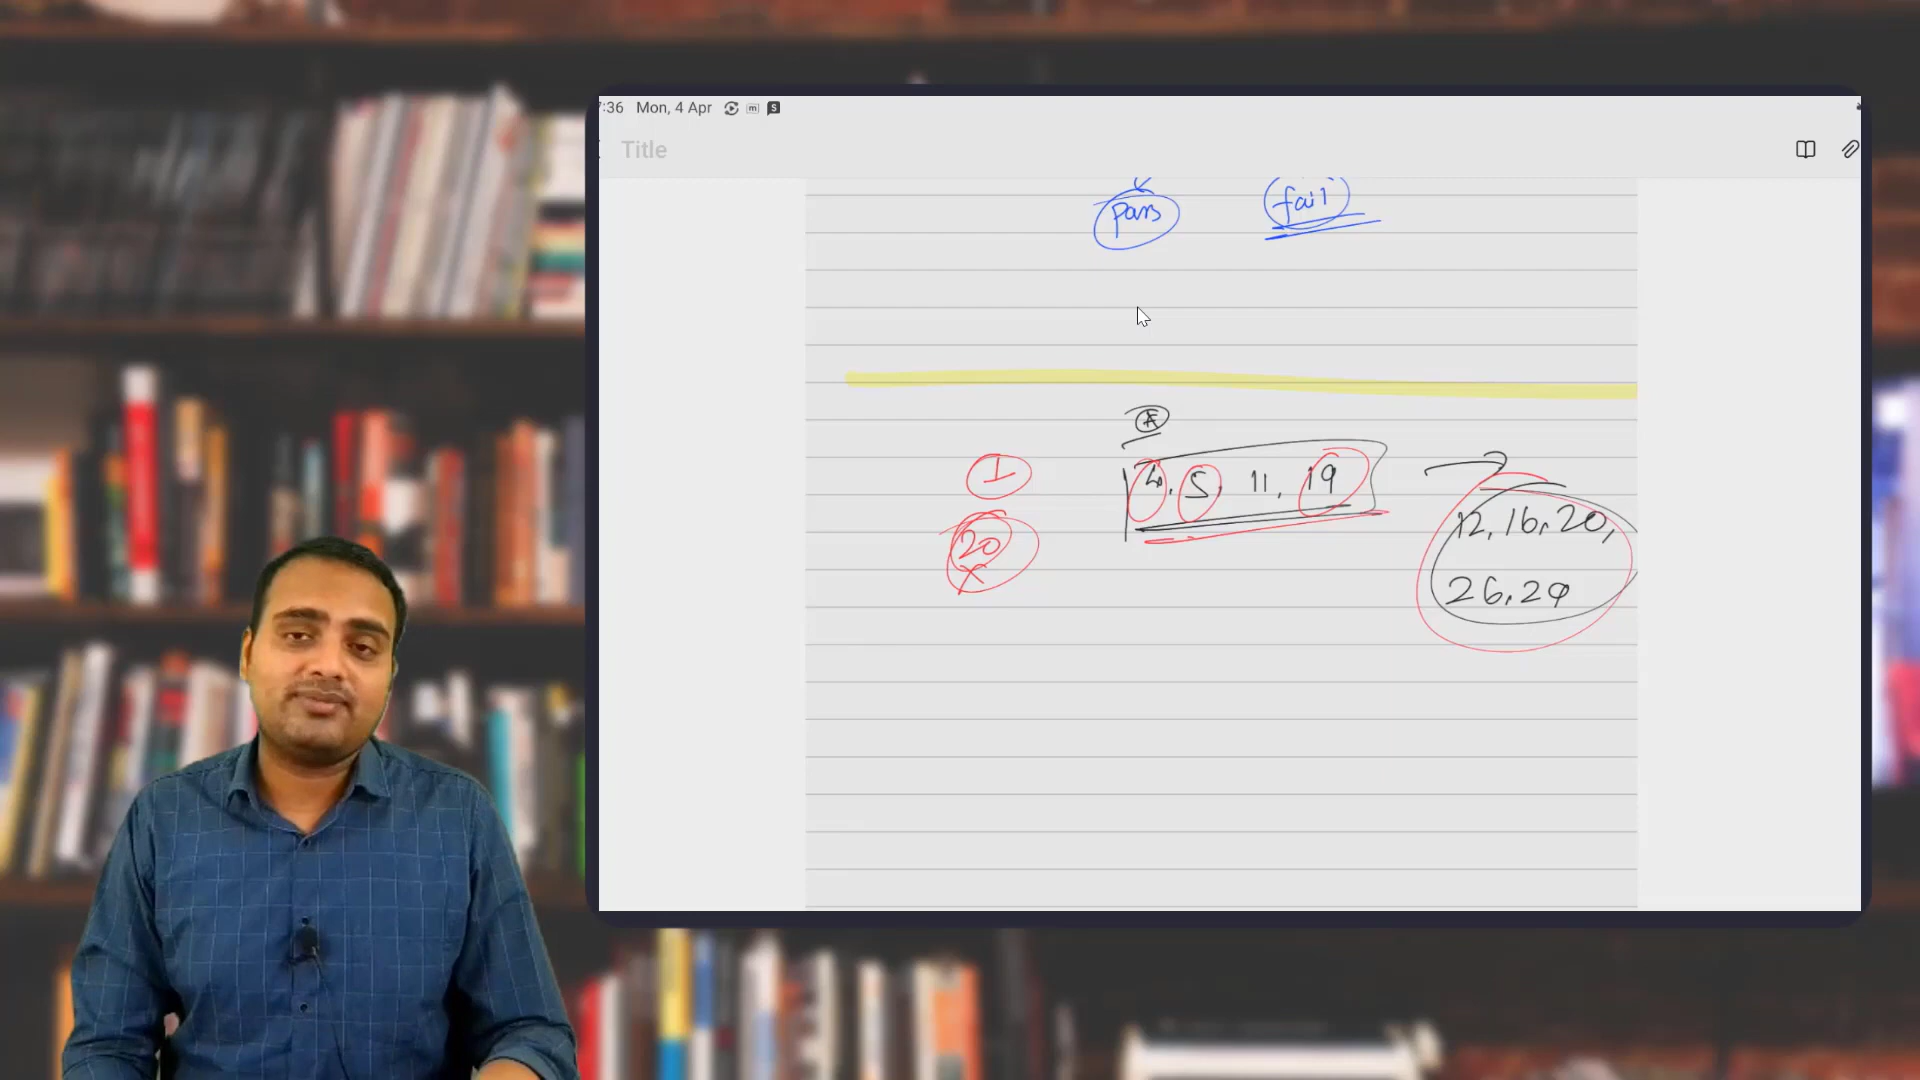 :36 Mon, 4 Apr
Title
pass fail
A
1
4, 5, 11, 19
20
X
12, 16, 20,
26, 29